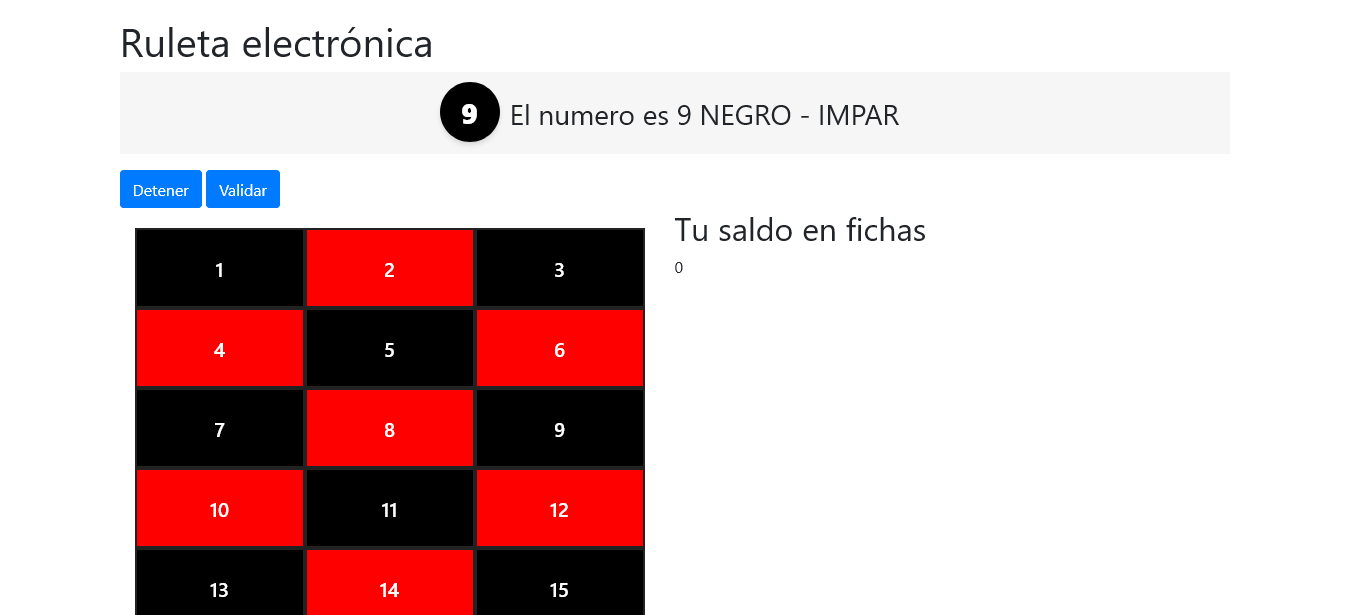 Ruleta electrónica
9 El numero es 9 NEGRO - IMPAR
Detener Validar
Tu saldo en fichas
0
1 2 3
4 5 6
7 8 9
10 11 12
13 14 15